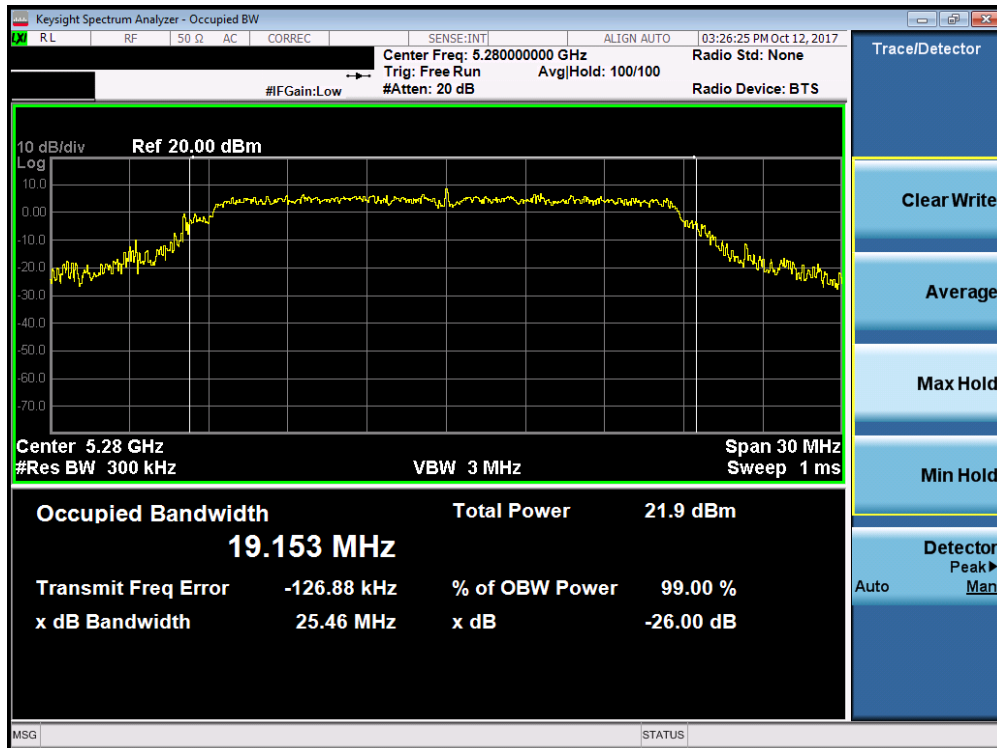 Keysight Spectrum Analyzer - Occupied BW
LXI RL RF 50 Ω AC CORREC SENSE:INT ALIGN AUTO 03:26:25 PM Oct 12, 2017
Center Freq: 5.280000000 GHz Radio Std: None
Trig: Free Run Avg|Hold: 100/100
#IFGain:Low #Atten: 20 dB Radio Device: BTS
10 dB/div Ref 20.00 dBm
Log
10.0
0.00
-10.0
-20.0
-30.0
-40.0
-50.0
-60.0
-70.0
Center 5.28 GHz Span 30 MHz
#Res BW 300 kHz VBW 3 MHz Sweep 1 ms
Occupied Bandwidth Total Power 21.9 dBm
19.153 MHz
Transmit Freq Error -126.88 kHz % of OBW Power 99.00 %
x dB Bandwidth 25.46 MHz x dB -26.00 dB
MSG STATUS
Trace/Detector
Clear Write
Average
Max Hold
Min Hold
Detector
Peak▶
Auto Man